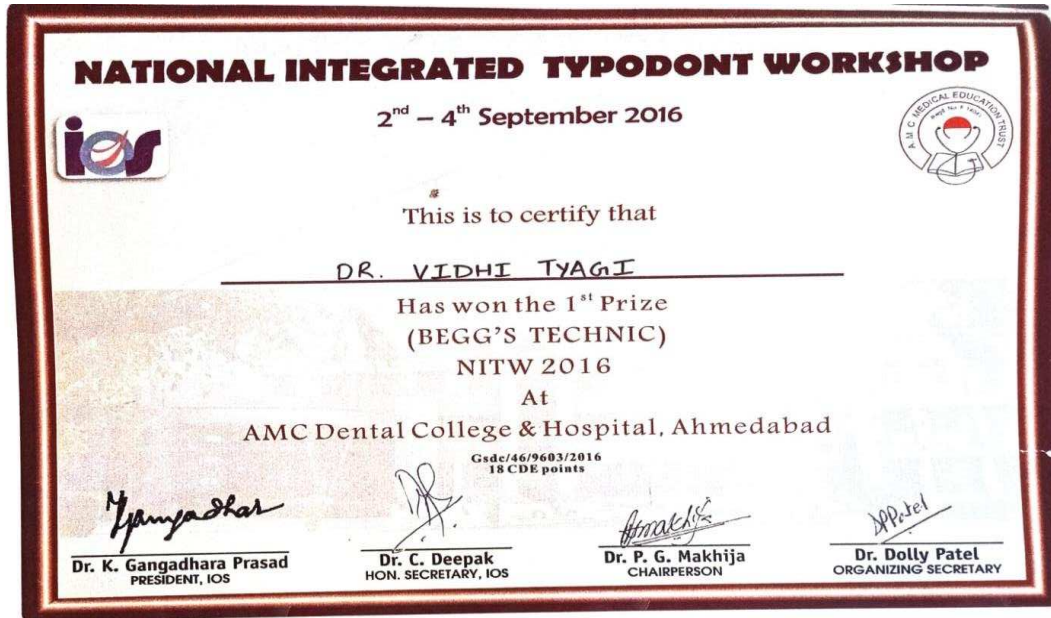 NATIONAL INTEGRATED TYPODONT WORKSHOP
2nd – 4th September 2016
ios
A M C MEDICAL EDUCATION TRUST
This is to certify that
DR. VIDHI TYAGI
Has won the 1st Prize
(BEGG'S TECHNIC)
NITW 2016
At
AMC Dental College & Hospital, Ahmedabad
Gsdc/46/9603/2016
18 CDE points
Dr. K. Gangadhara Prasad
PRESIDENT, IOS
Dr. C. Deepak
HON. SECRETARY, IOS
Dr. P. G. Makhija
CHAIRPERSON
Dr. Dolly Patel
ORGANIZING SECRETARY